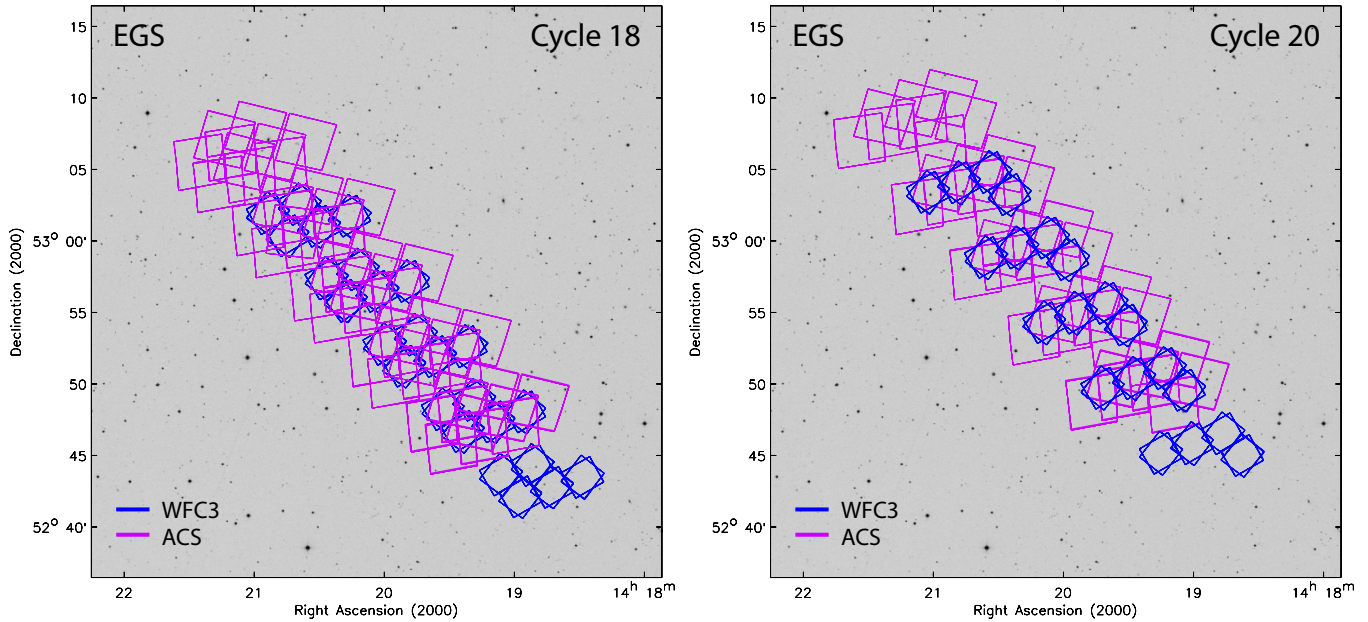 EGS
Cycle 18
15
10
05
53° 00'
55
50
45
52° 40'
Declination (2000)
WFC3
ACS
22
21
20
19
14ʰ 18ᵐ
Right Ascension (2000)
EGS
Cycle 20
15
10
05
53° 00'
55
50
45
52° 40'
Declination (2000)
WFC3
ACS
22
21
20
19
14ʰ 18ᵐ
Right Ascension (2000)